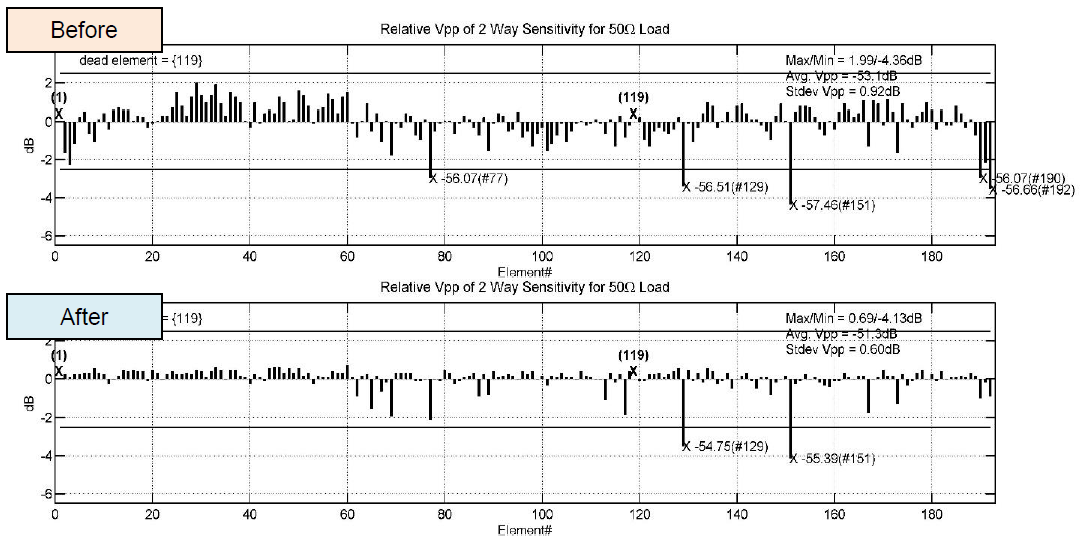 Before
Relative Vpp of 2 Way Sensitivity for 50Ω Load
dead element = {119}
Max/Min = 1.99/-4.36dB
Avg. Vpp = -53.1dB
Stdev Vpp = 0.92dB
(1)
X
(119)
X
2
0
-2
-4
-6
dB
X -56.07(#77)
X -56.51(#129)
X -57.46(#151)
X -56.07(#190)
X -56.66(#192)
0 20 40 60 80 100 120 140 160 180
Element#
After
Relative Vpp of 2 Way Sensitivity for 50Ω Load
= {119}
Max/Min = 0.69/-4.13dB
Avg. Vpp = -51.3dB
Stdev Vpp = 0.60dB
(1)
X
(119)
X
2
0
-2
-4
-6
dB
X -54.75(#129)
X -55.39(#151)
0 20 40 60 80 100 120 140 160 180
Element#